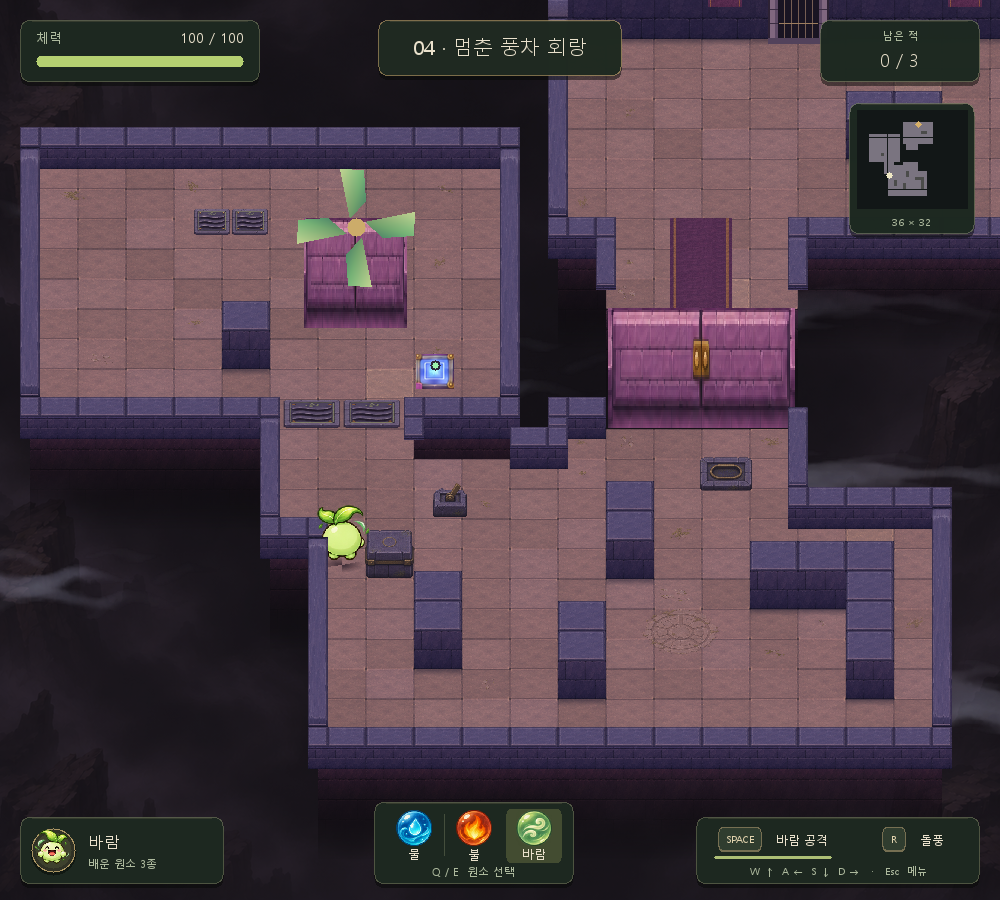 체력 100 / 100
04 · 멈춘 풍차 회랑
남은 적
0 / 3
36 × 32
바람
배운 원소 3종
물 불 바람
Q / E 원소 선택
SPACE 바람 공격 R 돌풍
W ↑ A ← S ↓ D → · Esc 메뉴